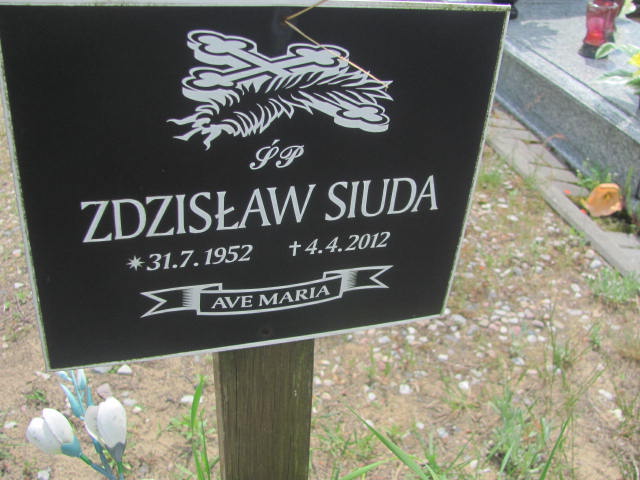 ŚP
ZDZISŁAW SIUDA
*31.7.1952 †4.4.2012
AVE MARIA